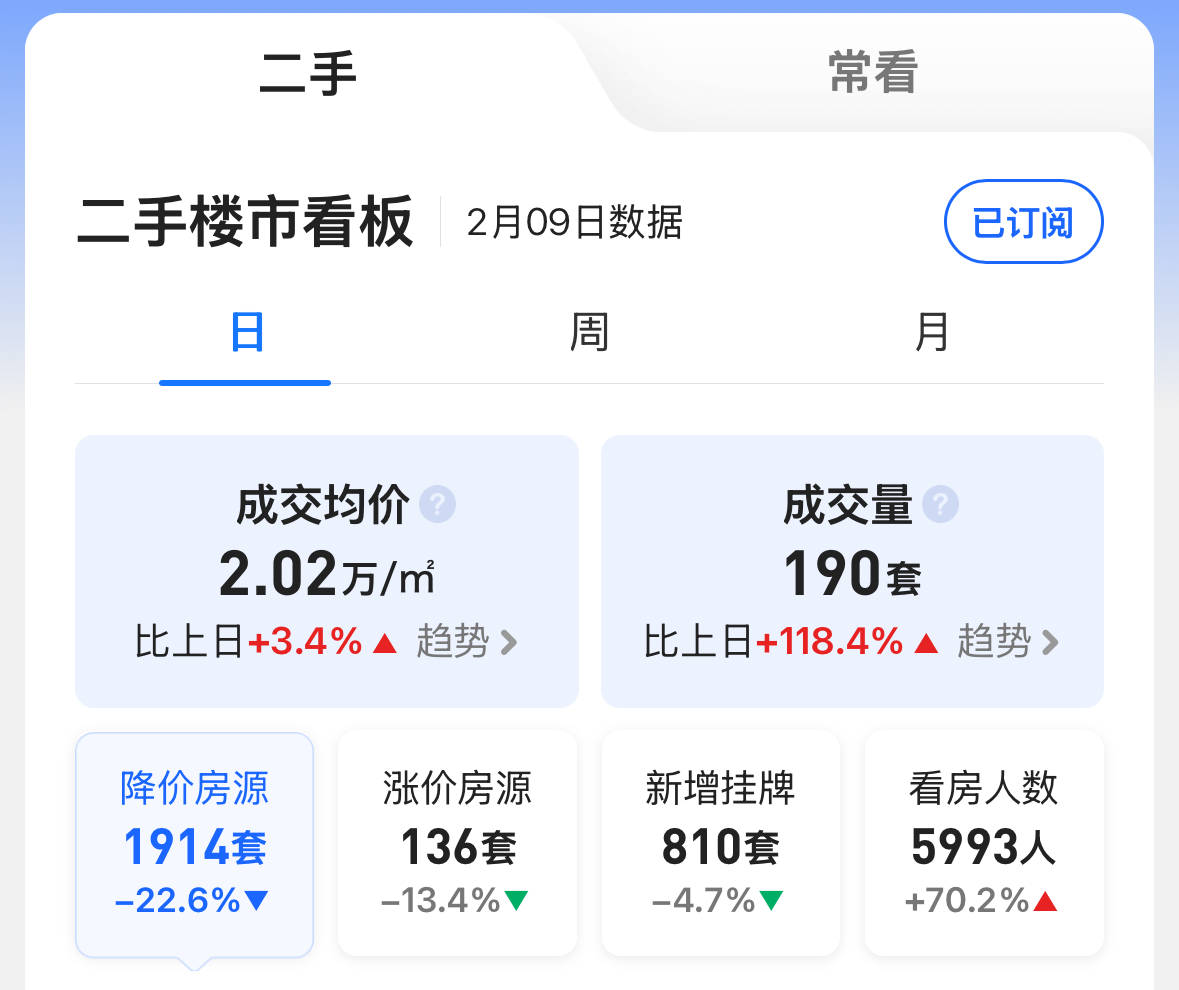 二手 常看
二手楼市看板 2月09日数据 已订阅
日 周 月
成交均价 ?
2.02万/㎡
比上日+3.4% ▲ 趋势 >
成交量 ?
190套
比上日+118.4% ▲ 趋势 >
降价房源
1914套
-22.6%▼
涨价房源
136套
-13.4%▼
新增挂牌
810套
-4.7%▼
看房人数
5993人
+70.2%▲